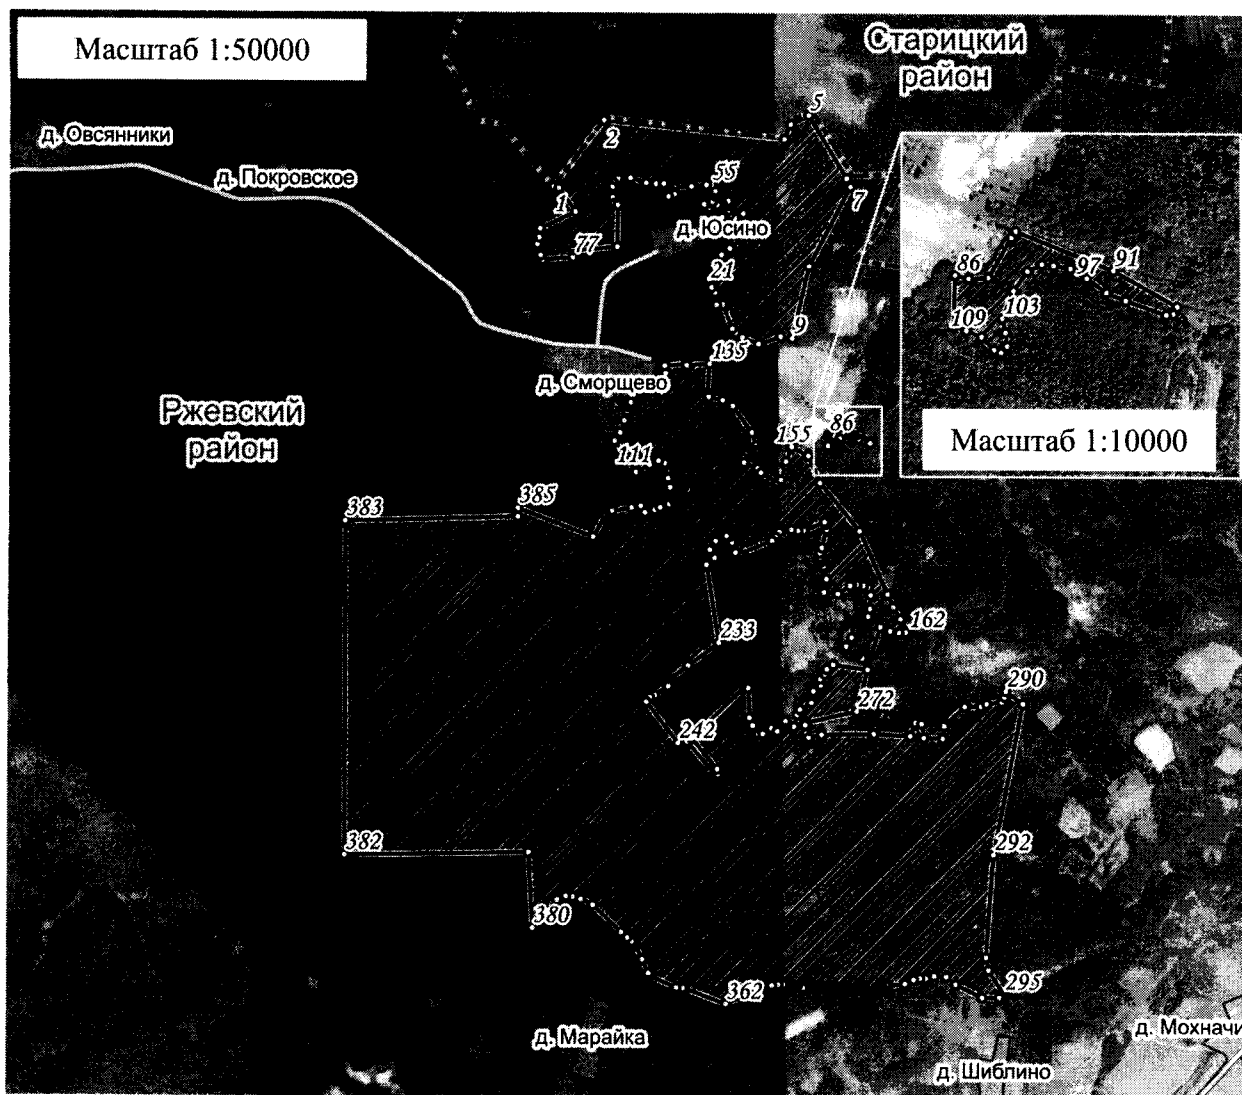 Масштаб 1:50000
Старицкий
район
д. Овсянники
2
5
д. Покровское
55
7
1
д. Юсино
77
86
97
91
21
103
109
9
135
д. Сморщево
Ржевский
район
155
86
Масштаб 1:10000
111
385
383
162
233
290
272
242
292
382
380
295
362
д. Марайка
д. Мохначи
д. Шиблино